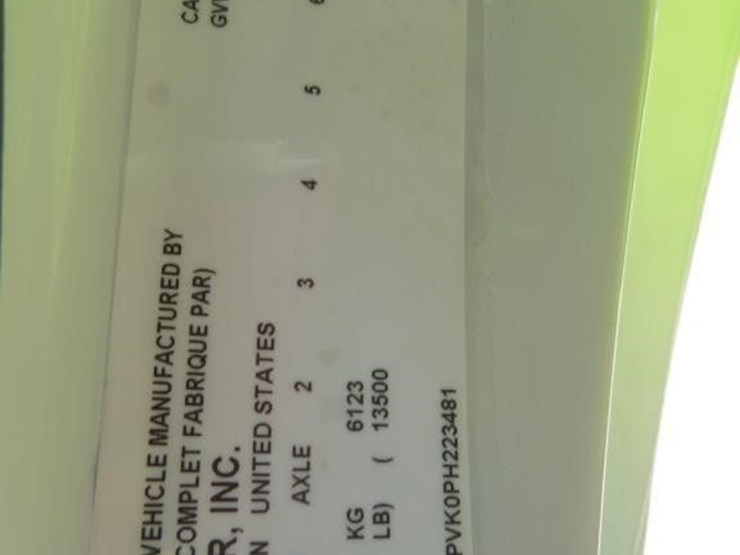 VEHICLE MANUFACTURED BY CA
COMPLET FABRIQUE PAR) GV
R, INC.
N UNITED STATES
AXLE 2 3 4 5 6
KG 6123
LB) ( 13500
PVK0PH223481